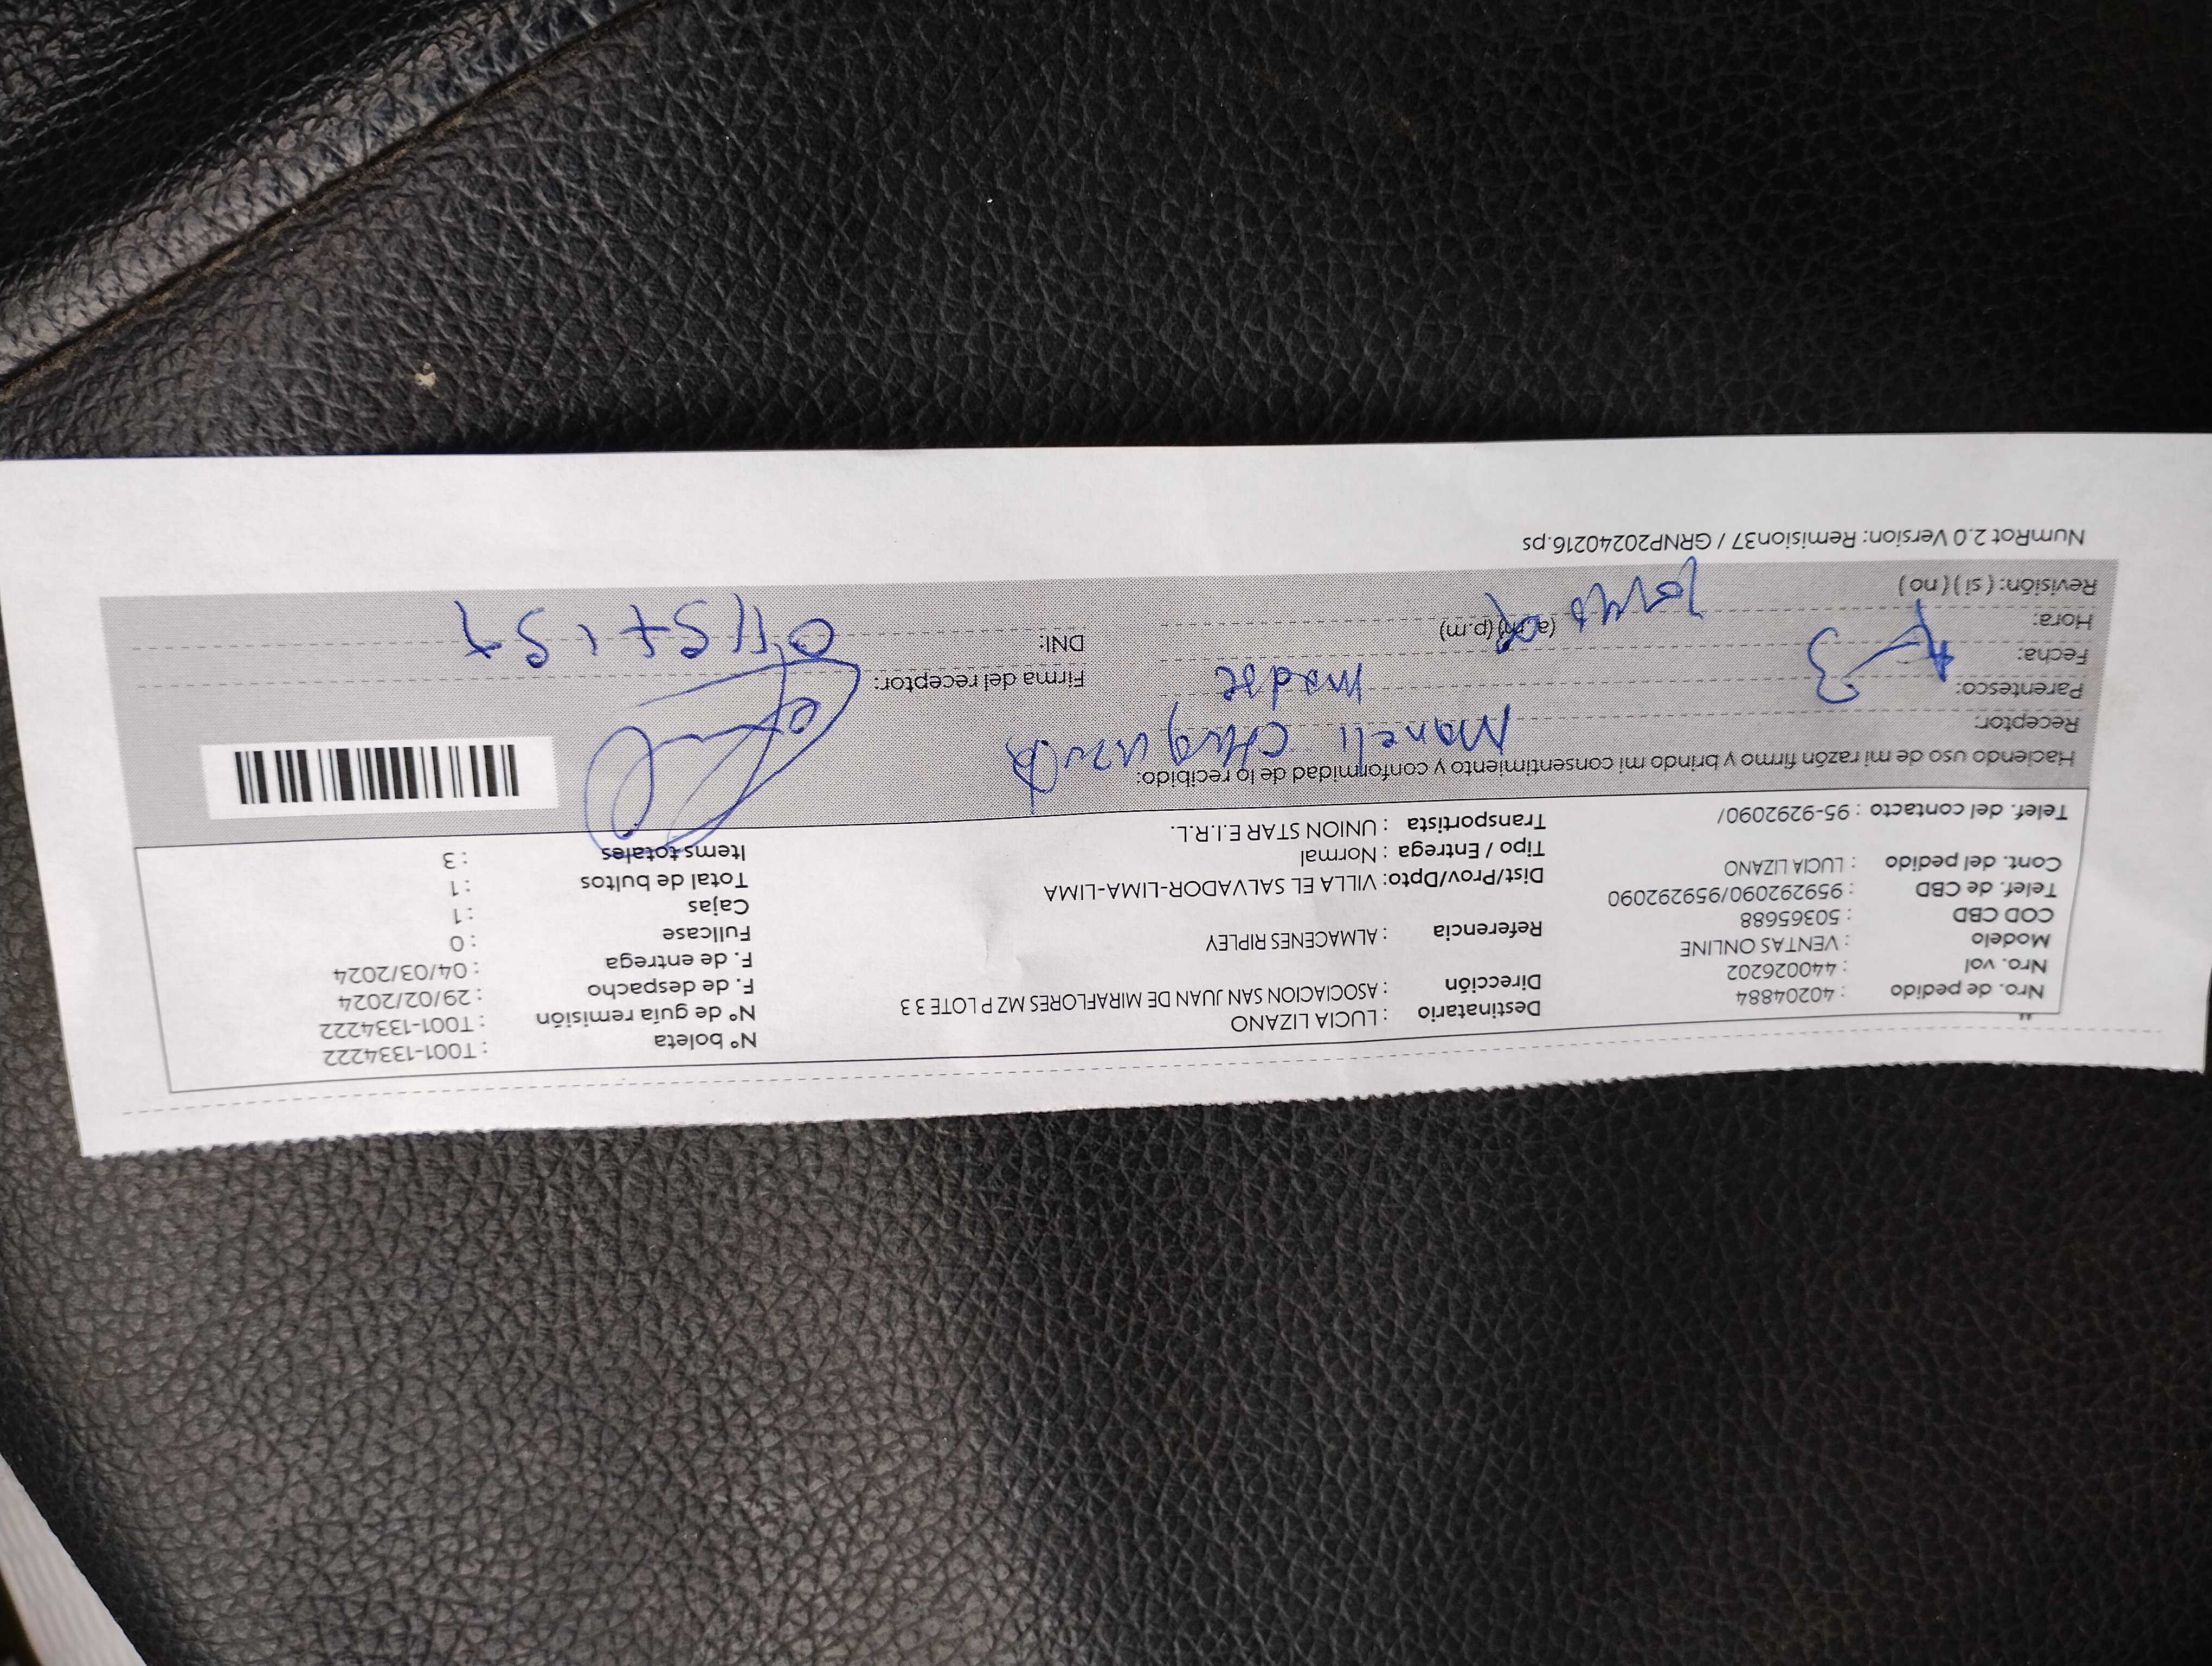 Nro. de pedido : 40204884
Nro. vol : 440026202
Modelo : VENTAS ONLINE
COD CBD : 50365688
Telef. de CBD : 959292090/959292090
Cont. del pedido : LUCIA LIZANO
Telef. del contacto : 95-9292090/
Destinatario : LUCIA LIZANO
Dirección : ASOCIACION SAN JUAN DE MIRAFLORES MZ P LOTE 3 3
Referencia : ALMACENES RIPLEY
Dist/Prov/Dpto: VILLA EL SALVADOR-LIMA-LIMA
Tipo / Entrega : Normal
Transportista : UNION STAR E.I.R.L.
N° boleta : T001-1334222
N° de guía remisión : T001-1334222
F. de despacho : 29/02/2024
F. de entrega : 04/03/2024
Fullcase : 0
Cajas : 1
Total de bultos : 1
Items totales : 3
Haciendo uso de mi razón firmo y brindo mi consentimiento y conformidad de lo recibido:
Receptor:
Parentesco: madre
Fecha: 4-3
Hora: (a.m) (p.m)
Revisión: ( si ) ( no )
Firma del receptor:
DNI:
NumRot 2.0 Version: Remision37 / GRNP20240216.ps